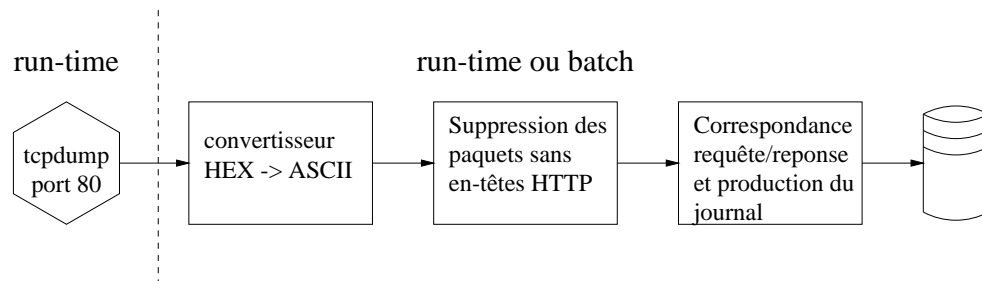 run-time
run-time ou batch
tcpdump
port 80
convertisseur
HEX -> ASCII
Suppression des
paquets sans
en-têtes HTTP
Correspondance
requête/reponse
et production du
journal